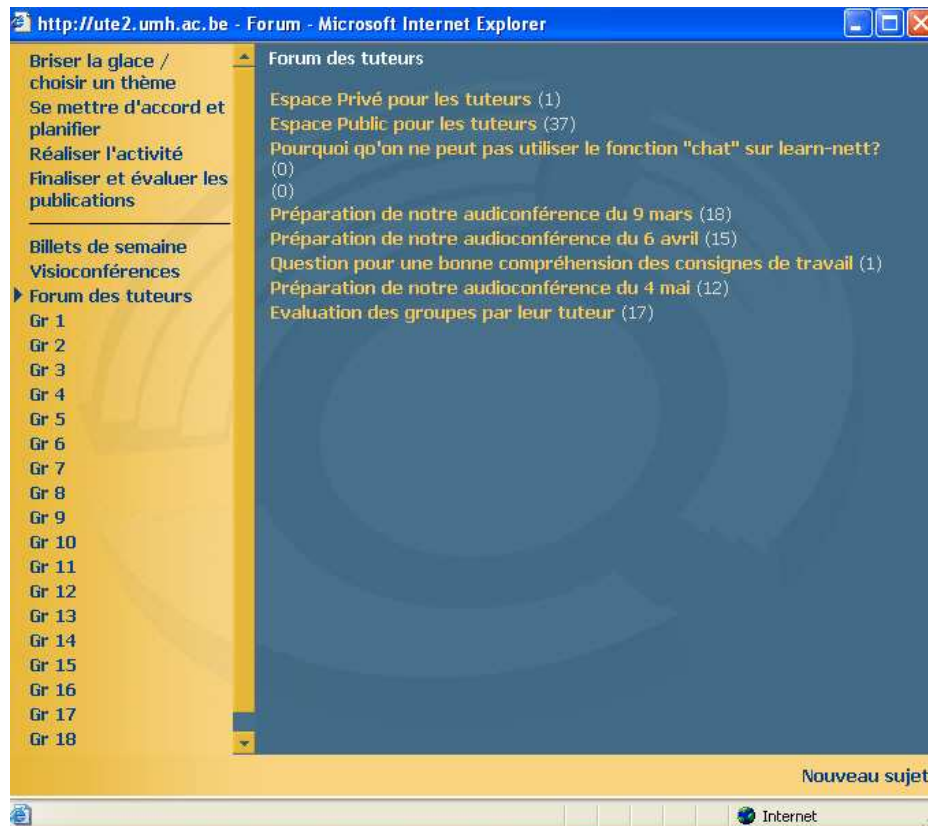 http://ute2.umh.ac.be - Forum - Microsoft Internet Explorer
Briser la glace /
choisir un thème
Se mettre d'accord et
planifier
Réaliser l'activité
Finaliser et évaluer les
publications
Billets de semaine
Visioconférences
Forum des tuteurs
Gr 1
Gr 2
Gr 3
Gr 4
Gr 5
Gr 6
Gr 7
Gr 8
Gr 9
Gr 10
Gr 11
Gr 12
Gr 13
Gr 14
Gr 15
Gr 16
Gr 17
Gr 18
Forum des tuteurs
Espace Privé pour les tuteurs (1)
Espace Public pour les tuteurs (37)
Pourquoi qu'on ne peut pas utiliser le fonction "chat" sur learn-nett?
(0)
(0)
Préparation de notre audiconférence du 9 mars (18)
Préparation de notre audioconférence du 6 avril (15)
Question pour une bonne compréhension des consignes de travail (1)
Préparation de notre audioconférence du 4 mai (12)
Evaluation des groupes par leur tuteur (17)
Nouveau sujet
Internet